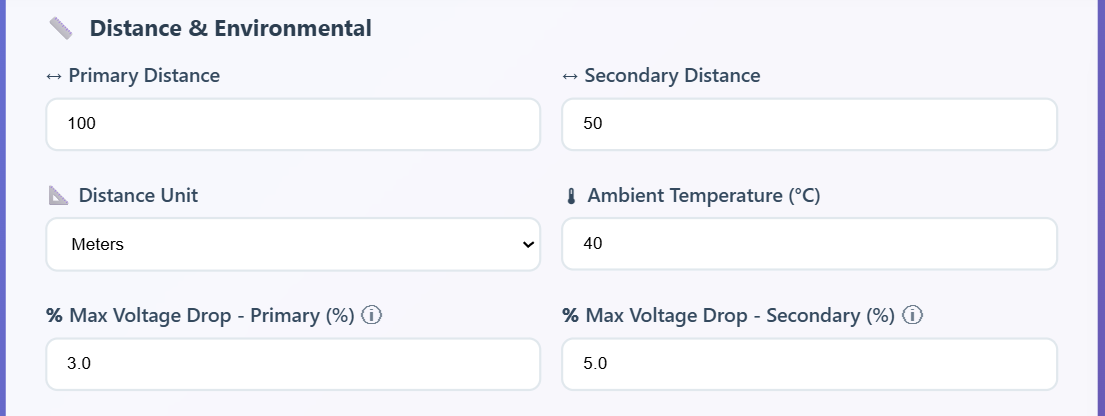 📏 Distance & Environmental
↔ Primary Distance
↔ Secondary Distance
100
50
📐 Distance Unit
🌡 Ambient Temperature (°C)
Meters
40
% Max Voltage Drop - Primary (%) ⓘ
% Max Voltage Drop - Secondary (%) ⓘ
3.0
5.0